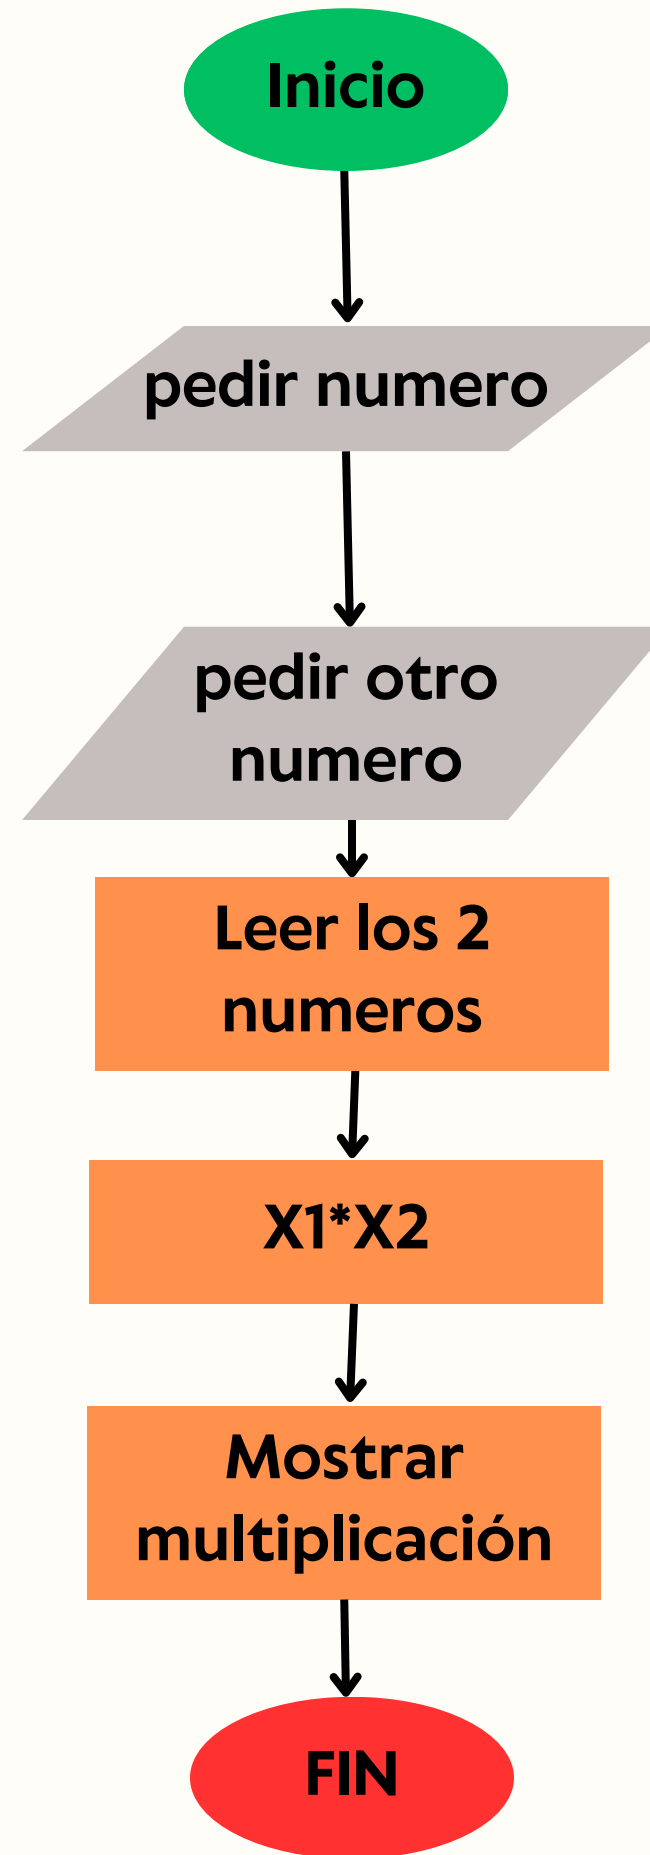 Inicio
pedir numero
pedir otro
numero
Leer los 2
numeros
X1*X2
Mostrar
multiplicación
FIN